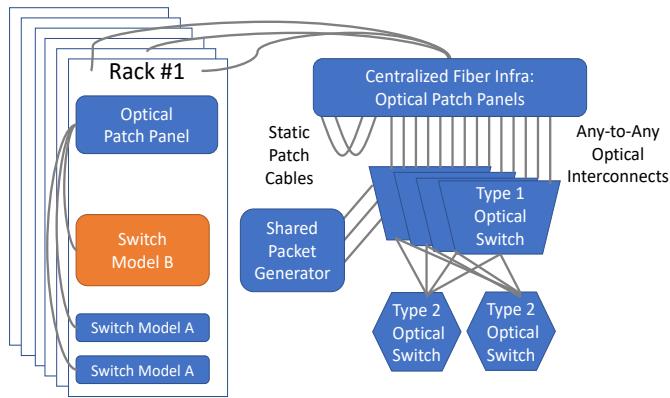 Rack #1
Optical
Patch Panel
Switch
Model B
Switch Model A
Switch Model A
Centralized Fiber Infra:
Optical Patch Panels
Static
Patch
Cables
Any-to-Any
Optical
Interconnects
Shared
Packet
Generator
Type 1
Optical
Switch
Type 2
Optical
Switch
Type 2
Optical
Switch